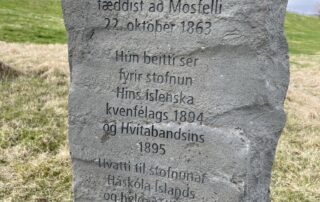 fæddist að Mosfelli
22. október 1863
Hún beitti sér
fyrir stofnun
Hins íslenska
kvenfélags 1894
og Hvítabandsins
1895
Hvatti til stofnunar
Háskóla Íslands
og